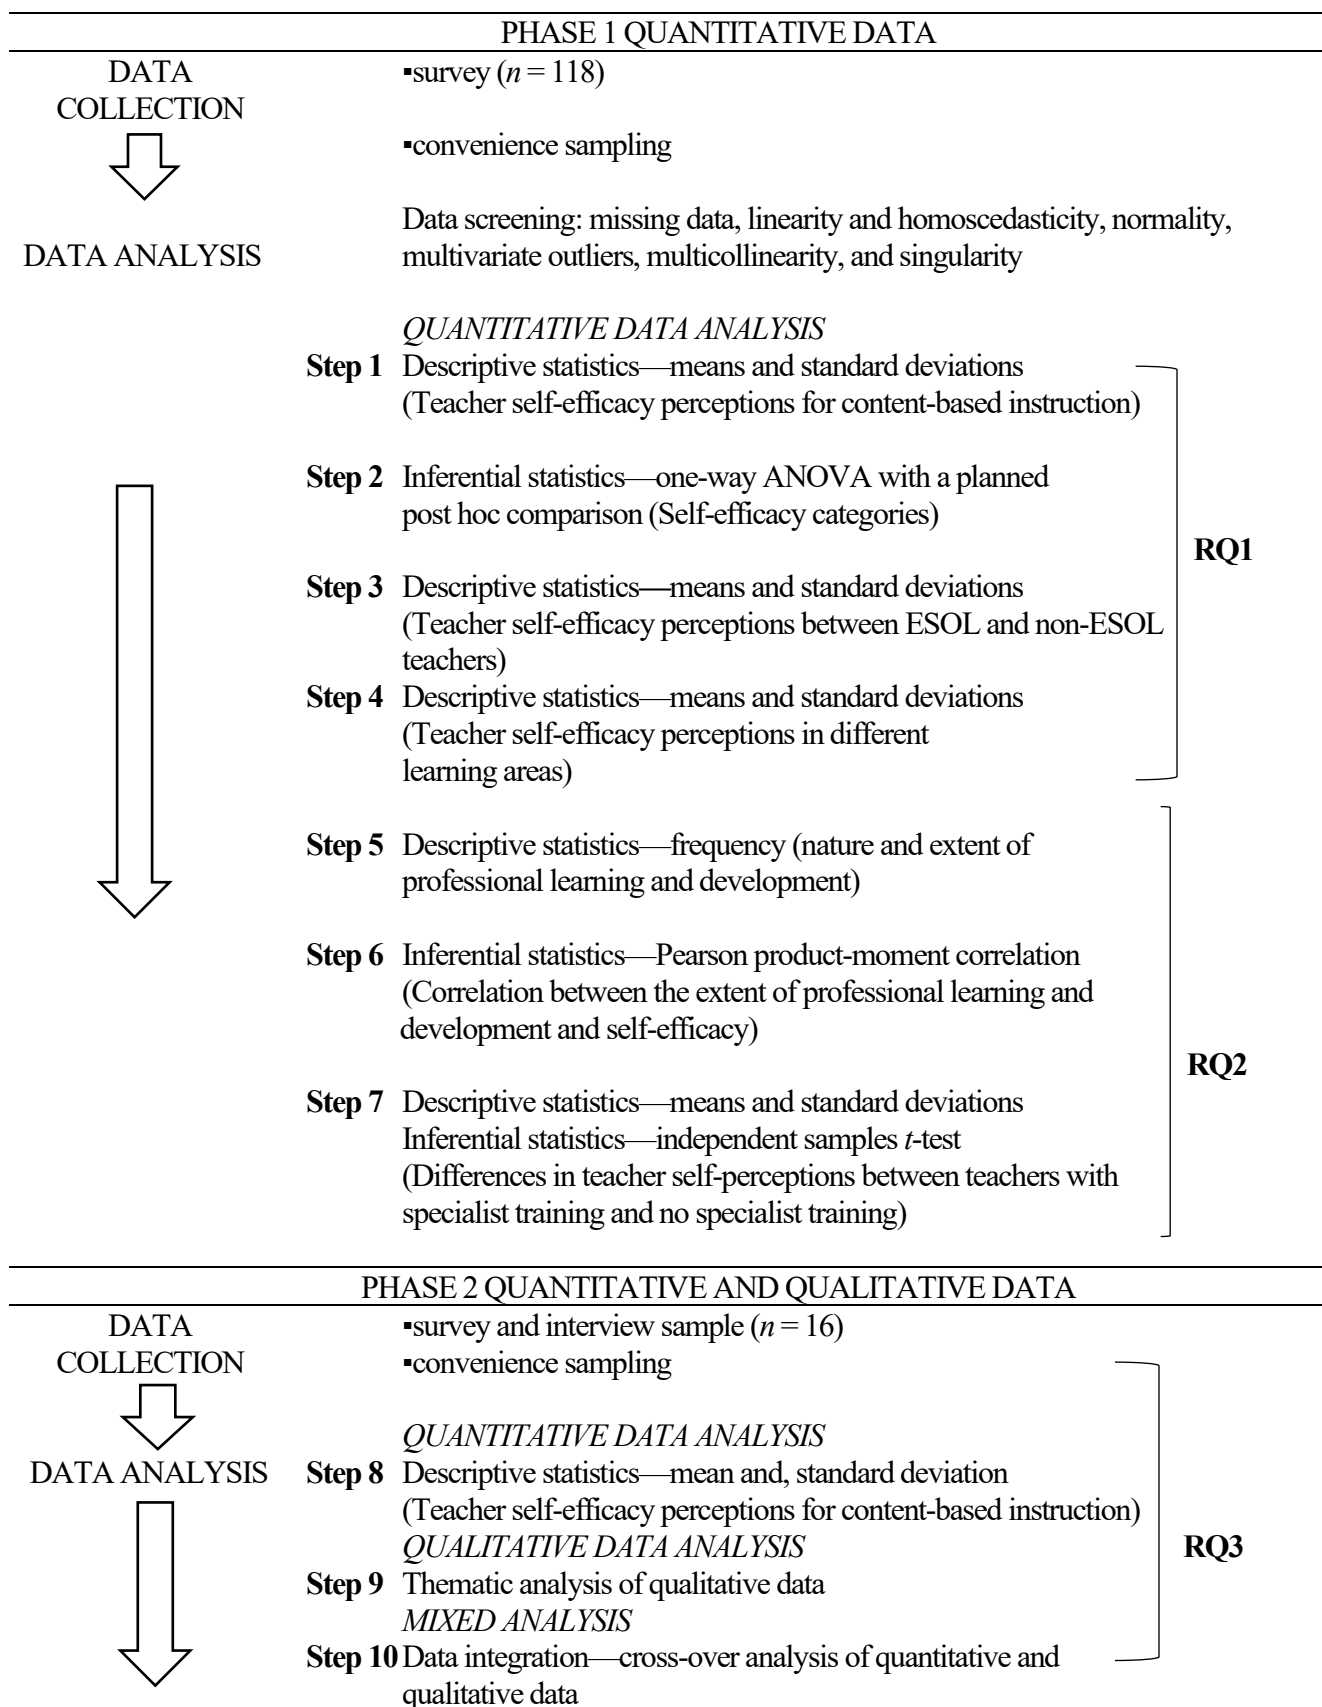 PHASE 1 QUANTITATIVE DATA
DATA
COLLECTION
▪survey (n = 118)
▪convenience sampling
DATA ANALYSIS
Data screening: missing data, linearity and homoscedasticity, normality,
multivariate outliers, multicollinearity, and singularity
QUANTITATIVE DATA ANALYSIS
Step 1 Descriptive statistics—means and standard deviations
(Teacher self-efficacy perceptions for content-based instruction)
Step 2 Inferential statistics—one-way ANOVA with a planned
post hoc comparison (Self-efficacy categories)
RQ1
Step 3 Descriptive statistics—means and standard deviations
(Teacher self-efficacy perceptions between ESOL and non-ESOL
teachers)
Step 4 Descriptive statistics—means and standard deviations
(Teacher self-efficacy perceptions in different
learning areas)
Step 5 Descriptive statistics—frequency (nature and extent of
professional learning and development)
Step 6 Inferential statistics—Pearson product-moment correlation
(Correlation between the extent of professional learning and
development and self-efficacy)
RQ2
Step 7 Descriptive statistics—means and standard deviations
Inferential statistics—independent samples t-test
(Differences in teacher self-perceptions between teachers with
specialist training and no specialist training)
PHASE 2 QUANTITATIVE AND QUALITATIVE DATA
DATA
COLLECTION
▪survey and interview sample (n = 16)
▪convenience sampling
QUANTITATIVE DATA ANALYSIS
DATA ANALYSIS
Step 8 Descriptive statistics—mean and, standard deviation
(Teacher self-efficacy perceptions for content-based instruction)
QUALITATIVE DATA ANALYSIS
RQ3
Step 9 Thematic analysis of qualitative data
MIXED ANALYSIS
Step 10 Data integration—cross-over analysis of quantitative and
qualitative data